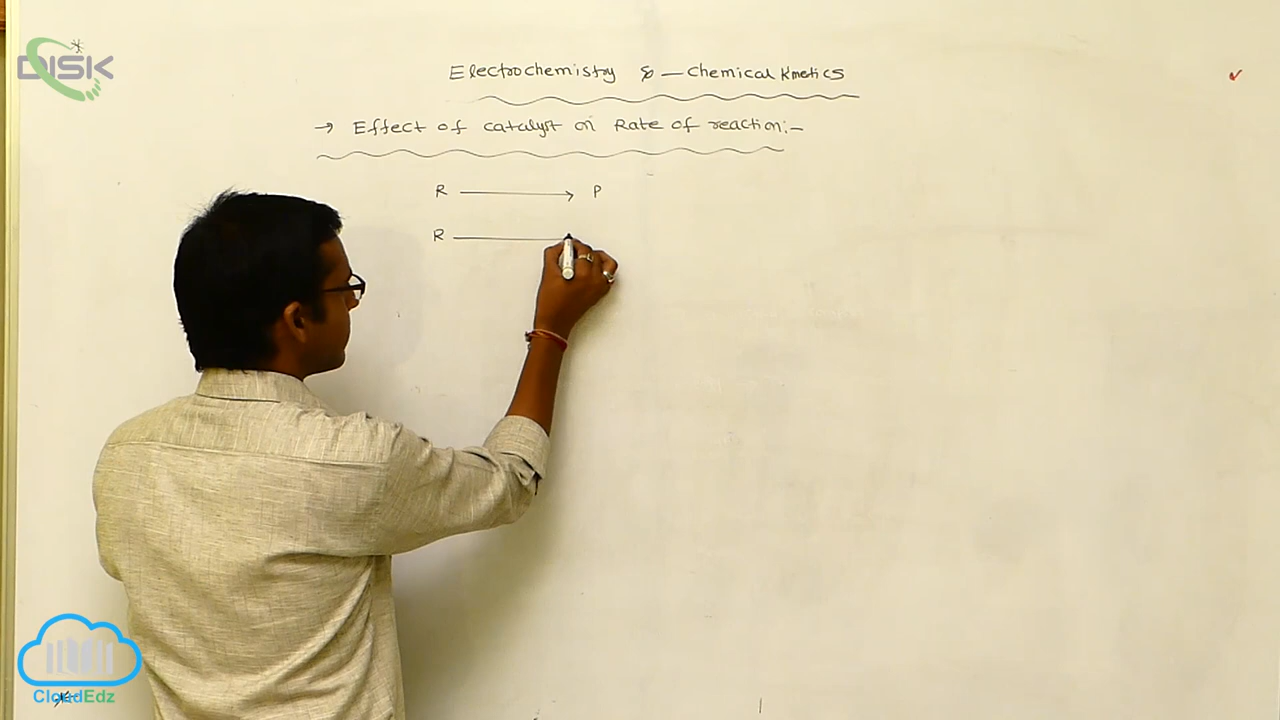 DISK
Electrochemistry & - Chemical Kinetics
→ Effect of catalyst on Rate of reaction:-
R → P
R
CloudEdz